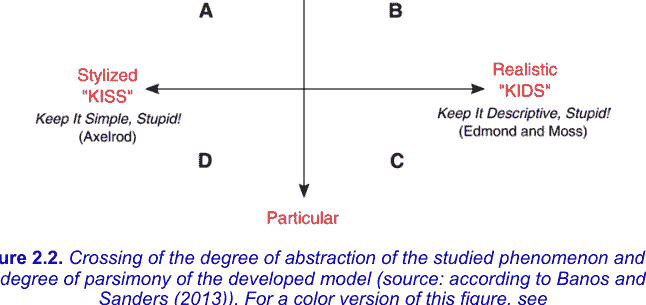 A B
Stylized Realistic
"KISS" "KIDS"
Keep It Simple, Stupid! Keep It Descriptive, Stupid!
(Axelrod) (Edmond and Moss)
D C
Particular
ure 2.2. Crossing of the degree of abstraction of the studied phenomenon and
degree of parsimony of the developed model (source: according to Banos and
Sanders (2013)). For a color version of this figure, see